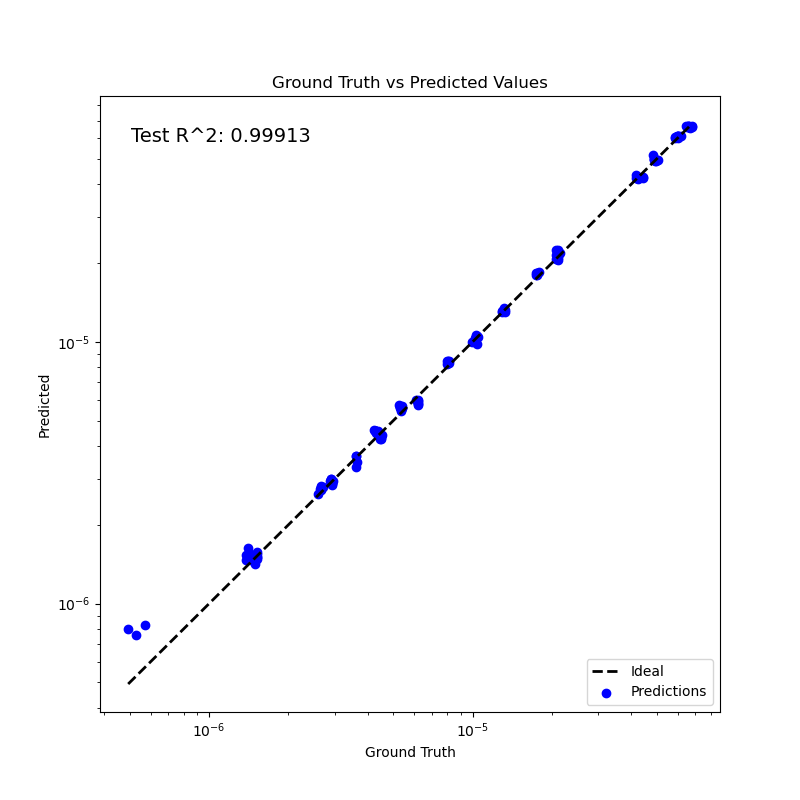 Ground Truth vs Predicted Values
Test R^2: 0.99913
Predicted
10⁻⁵
10⁻⁶
10⁻⁶
10⁻⁵
Ground Truth
Ideal
Predictions